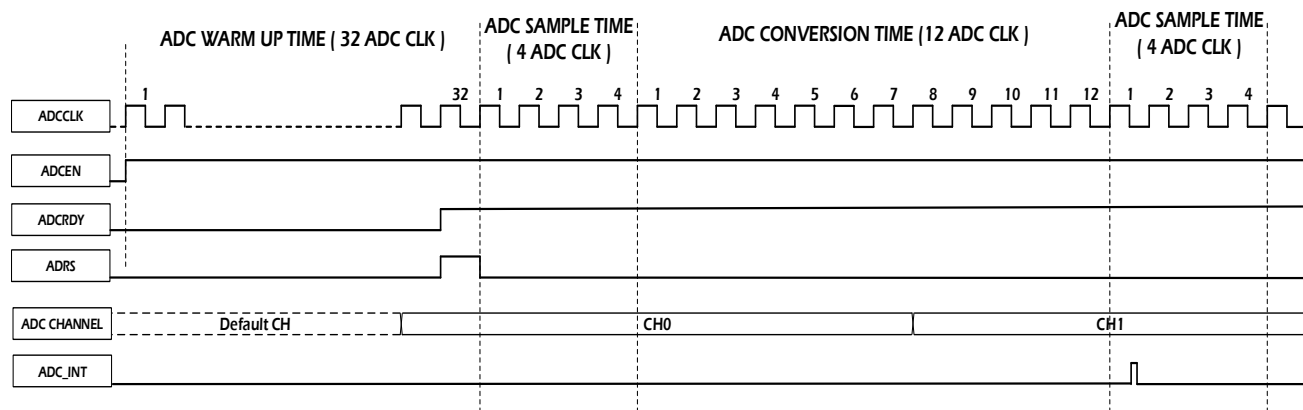 ADC WARM UP TIME ( 32 ADC CLK )
ADC SAMPLE TIME
( 4 ADC CLK )
ADC CONVERSION TIME (12 ADC CLK )
ADC SAMPLE TIME
( 4 ADC CLK )
1 32 1 2 3 4 1 2 3 4 5 6 7 8 9 10 11 12 1 2 3 4
ADCCLK
ADCEN
ADCRDY
ADRS
ADC CHANNEL Default CH CH0 CH1
ADC_INT